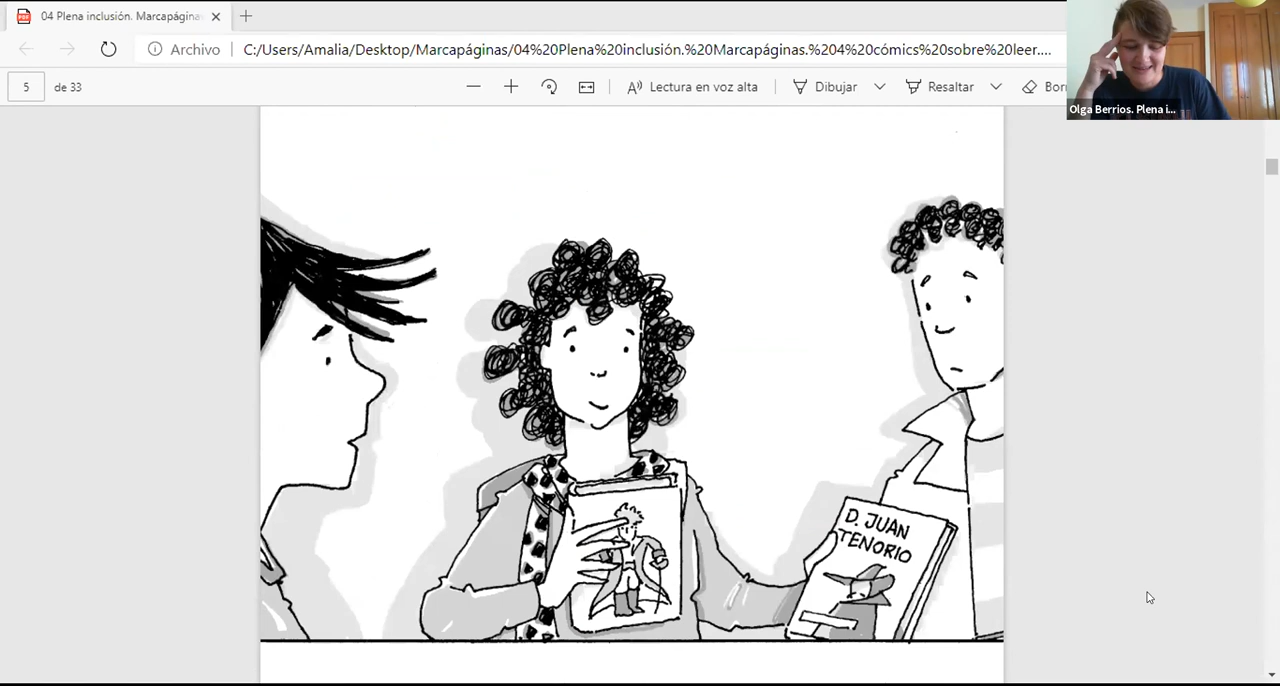 04 Plena inclusión. Marcapágina
Archivo
C:/Users/Amalia/Desktop/Marcapáginas/04%20Plena%20inclusión.%20Marcapáginas.%204%20cómics%20sobre%20leer....
5 de 33
Lectura en voz alta
Dibujar
Resaltar
Bor
Olga Berrios. Plena i...
D. JUAN
TENORIO